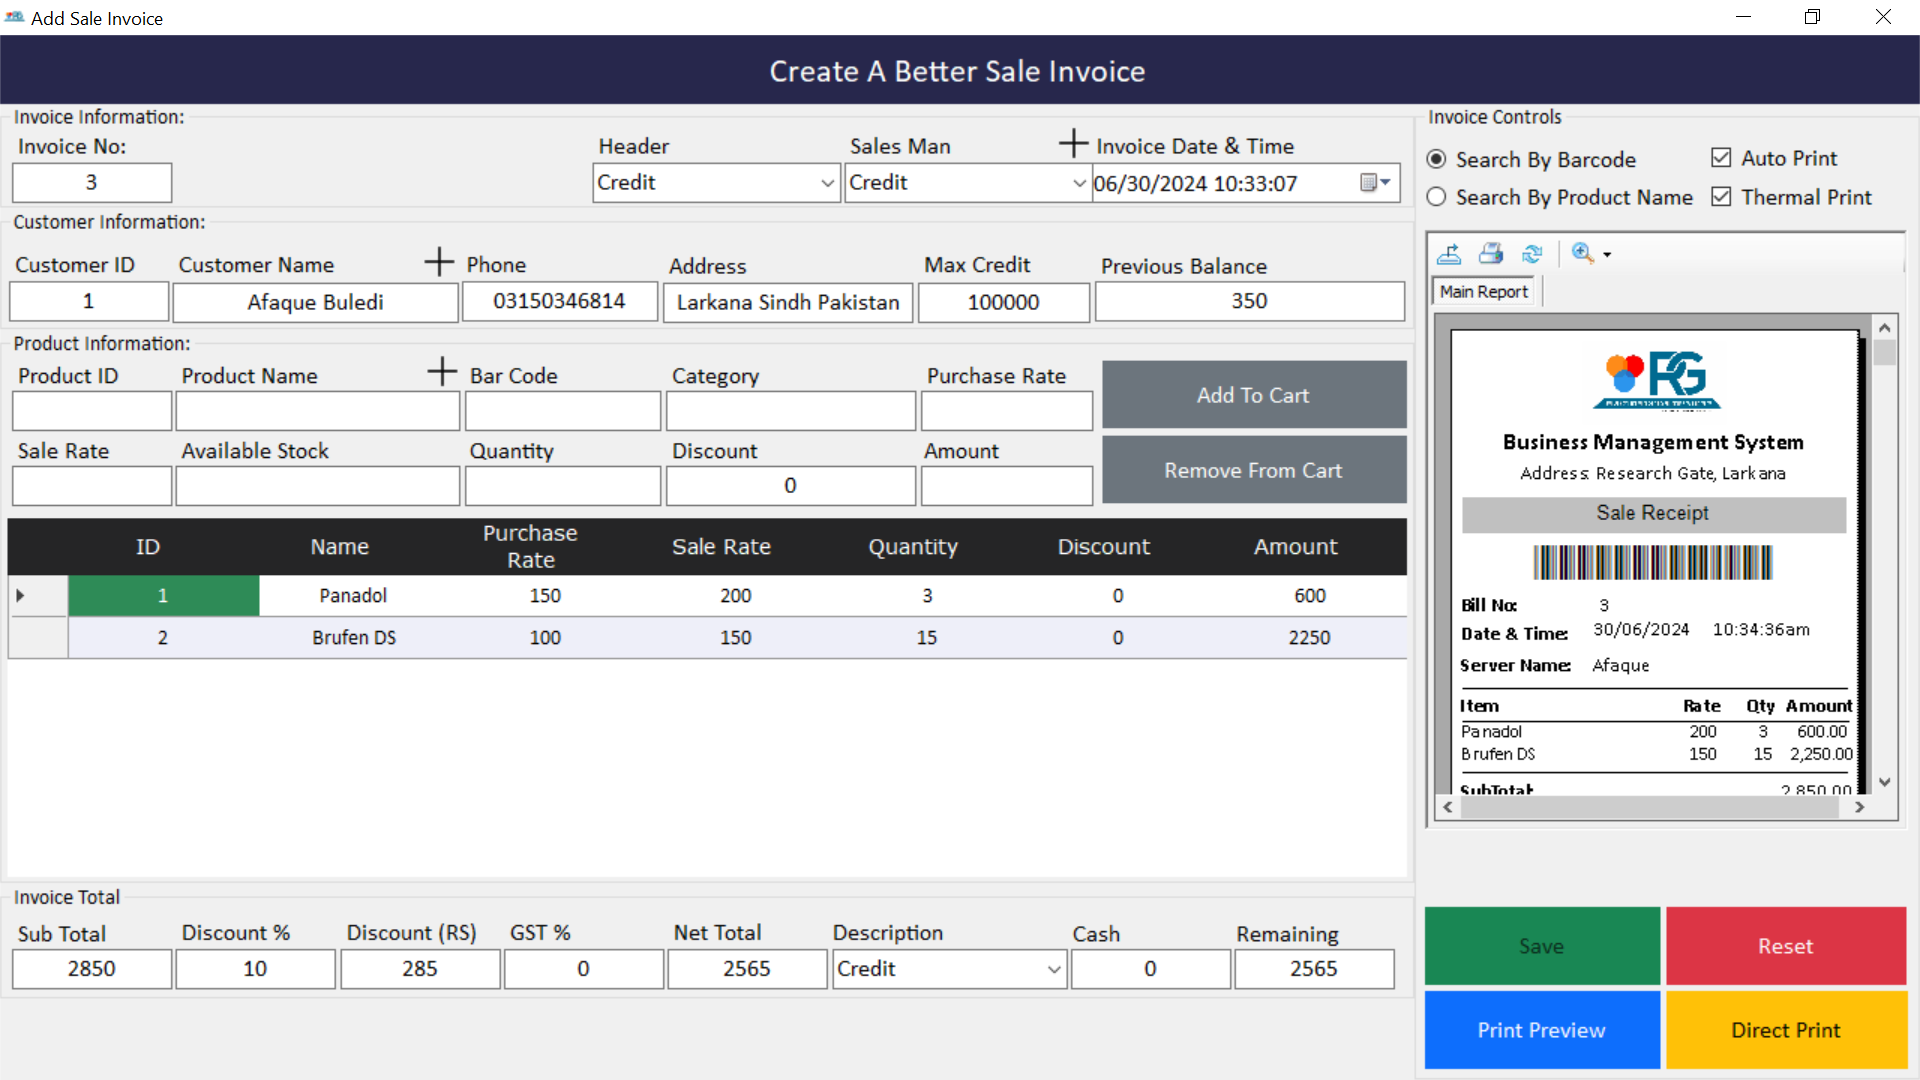 Add Sale Invoice
Create A Better Sale Invoice
Invoice Information:
Invoice No: Header Sales Man Invoice Date & Time
3 Credit Credit 06/30/2024 10:33:07
Customer Information:
Customer ID Customer Name Phone Address Max Credit Previous Balance
1 Afaque Buledi 03150346814 Larkana Sindh Pakistan 100000 350
Product Information:
Product ID Product Name Bar Code Category Purchase Rate
Add To Cart
Sale Rate Available Stock Quantity Discount Amount
0
Remove From Cart
ID Name Purchase Rate Sale Rate Quantity Discount Amount
1 Panadol 150 200 3 0 600
2 Brufen DS 100 150 15 0 2250
Invoice Total
Sub Total Discount % Discount (RS) GST % Net Total Description Cash Remaining
2850 10 285 0 2565 Credit 0 2565
Invoice Controls
Search By Barcode Auto Print
Search By Product Name Thermal Print
Main Report
RG
Business Management System
Address: Research Gate, Larkana
Sale Receipt
Bill No: 3
Date & Time: 30/06/2024 10:34:36am
Server Name: Afaque
Item Rate Qty Amount
Panadol 200 3 600.00
Brufen DS 150 15 2,250.00
SubTotal: 2,850.00
Save Reset
Print Preview Direct Print